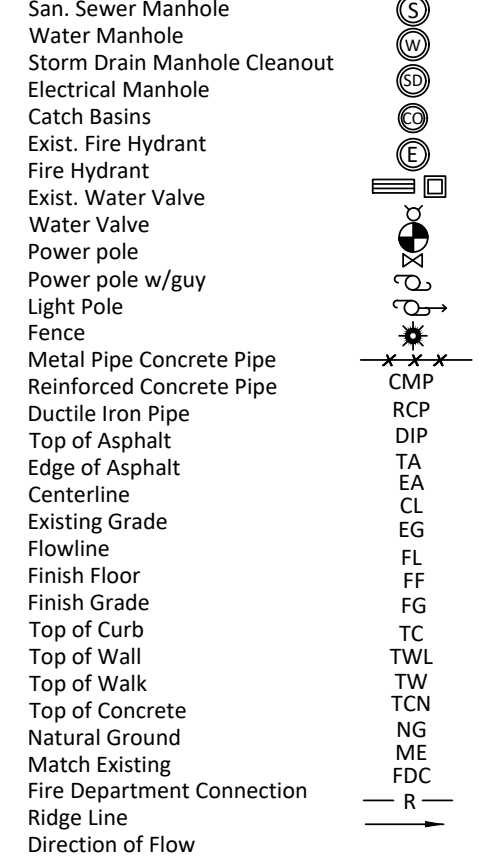 San. Sewer Manhole S
Water Manhole W
Storm Drain Manhole Cleanout SD
Electrical Manhole CO
Catch Basins E
Exist. Fire Hydrant
Fire Hydrant
Exist. Water Valve
Water Valve
Power pole
Power pole w/guy
Light Pole
Fence x x x
Metal Pipe Concrete Pipe CMP
Reinforced Concrete Pipe RCP
Ductile Iron Pipe DIP
Top of Asphalt TA
Edge of Asphalt EA
Centerline CL
Existing Grade EG
Flowline FL
Finish Floor FF
Finish Grade FG
Top of Curb TC
Top of Wall TWL
Top of Walk TW
Top of Concrete TCN
Natural Ground NG
Match Existing ME
Fire Department Connection FDC
Ridge Line R
Direction of Flow